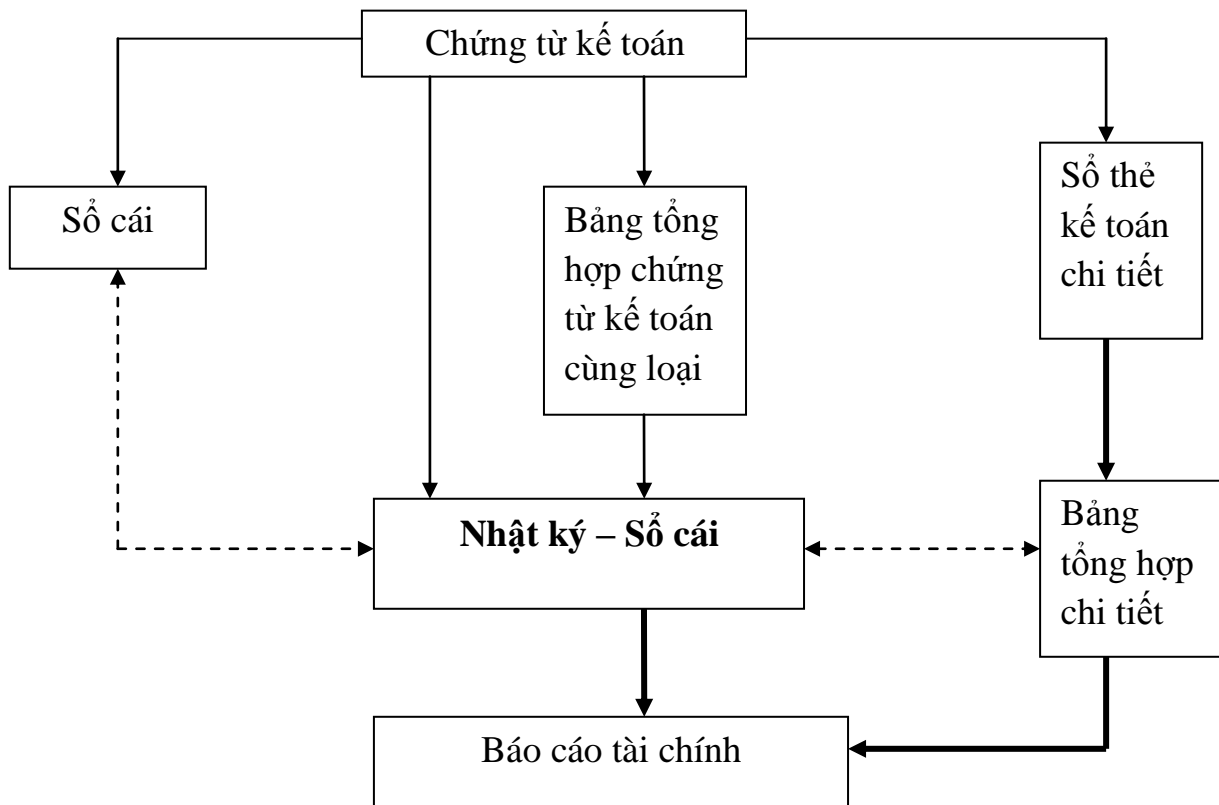 Chứng từ kế toán
Sổ cái
Bảng tổng
hợp chứng
từ kế toán
cùng loại
Sổ thẻ
kế toán
chi tiết
Nhật ký – Sổ cái
Bảng
tổng hợp
chi tiết
Báo cáo tài chính